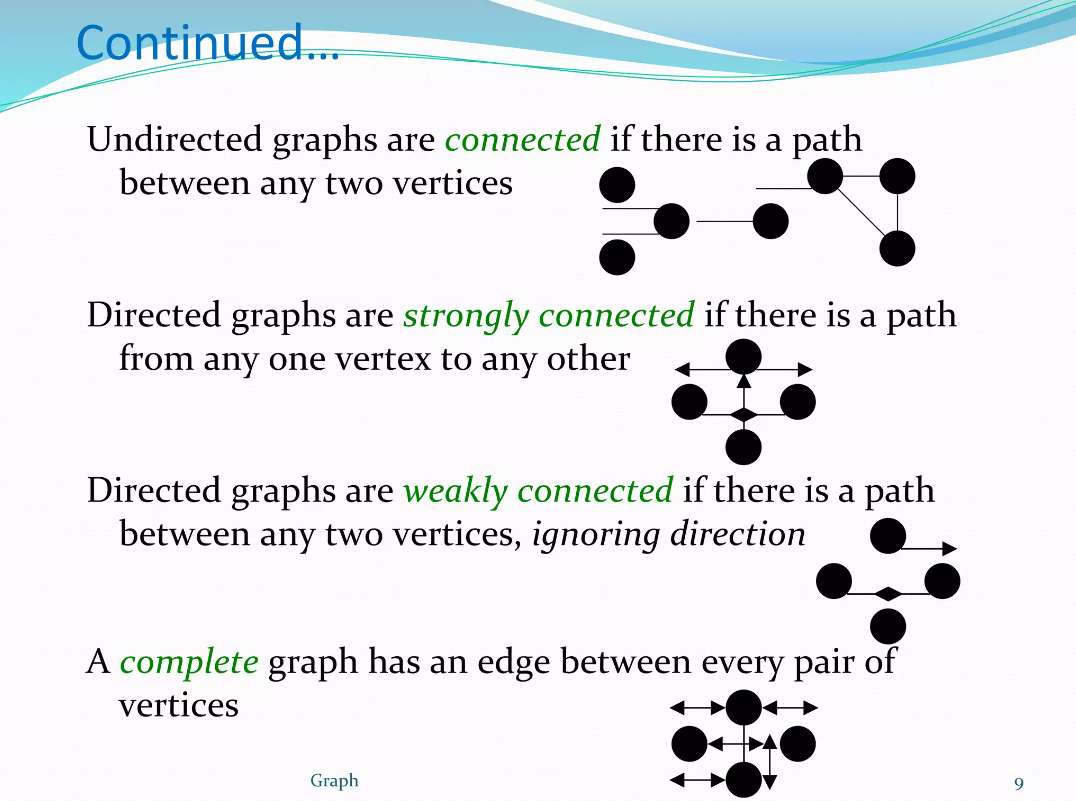 Continued…
Undirected graphs are connected if there is a path
between any two vertices
Directed graphs are strongly connected if there is a path
from any one vertex to any other
Directed graphs are weakly connected if there is a path
between any two vertices, ignoring direction
A complete graph has an edge between every pair of
vertices
Graph
9